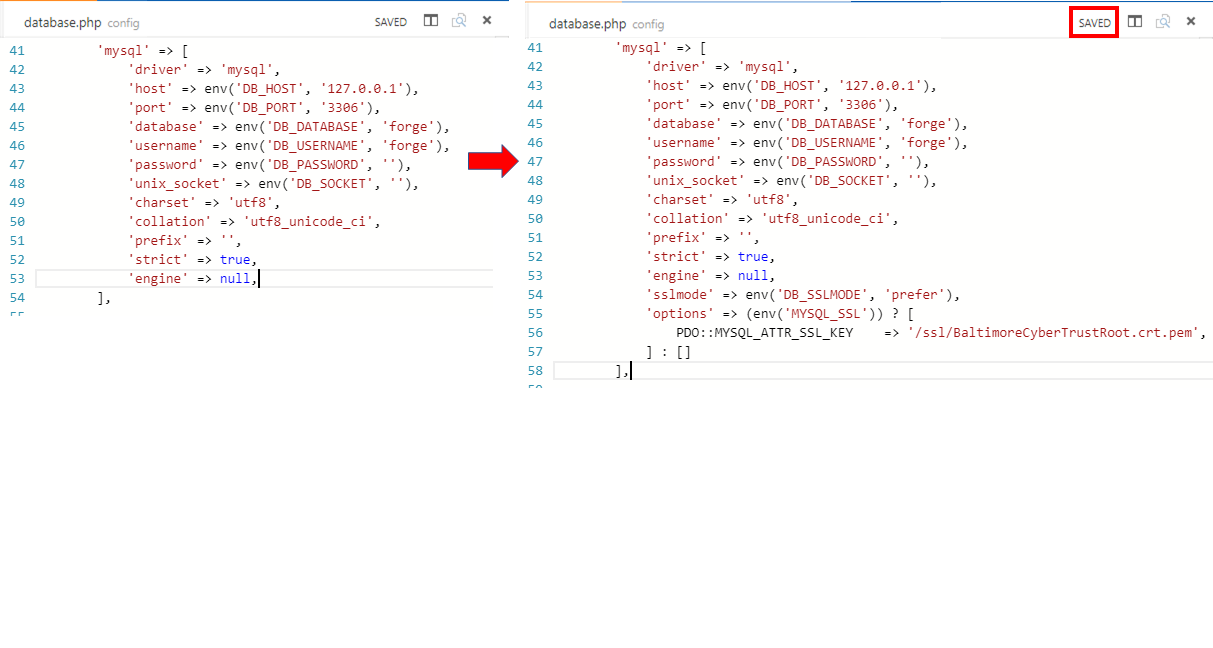 database.php config SAVED
41 'mysql' => [
42 'driver' => 'mysql',
43 'host' => env('DB_HOST', '127.0.0.1'),
44 'port' => env('DB_PORT', '3306'),
45 'database' => env('DB_DATABASE', 'forge'),
46 'username' => env('DB_USERNAME', 'forge'),
47 'password' => env('DB_PASSWORD', ''),
48 'unix_socket' => env('DB_SOCKET', ''),
49 'charset' => 'utf8',
50 'collation' => 'utf8_unicode_ci',
51 'prefix' => '',
52 'strict' => true,
53 'engine' => null,
54 ],
database.php config SAVED
41 'mysql' => [
42 'driver' => 'mysql',
43 'host' => env('DB_HOST', '127.0.0.1'),
44 'port' => env('DB_PORT', '3306'),
45 'database' => env('DB_DATABASE', 'forge'),
46 'username' => env('DB_USERNAME', 'forge'),
47 'password' => env('DB_PASSWORD', ''),
48 'unix_socket' => env('DB_SOCKET', ''),
49 'charset' => 'utf8',
50 'collation' => 'utf8_unicode_ci',
51 'prefix' => '',
52 'strict' => true,
53 'engine' => null,
54 'sslmode' => env('DB_SSLMODE', 'prefer'),
55 'options' => (env('MYSQL_SSL')) ? [
56 PDO::MYSQL_ATTR_SSL_KEY => '/ssl/BaltimoreCyberTrustRoot.crt.pem',
57 ] : []
58 ],